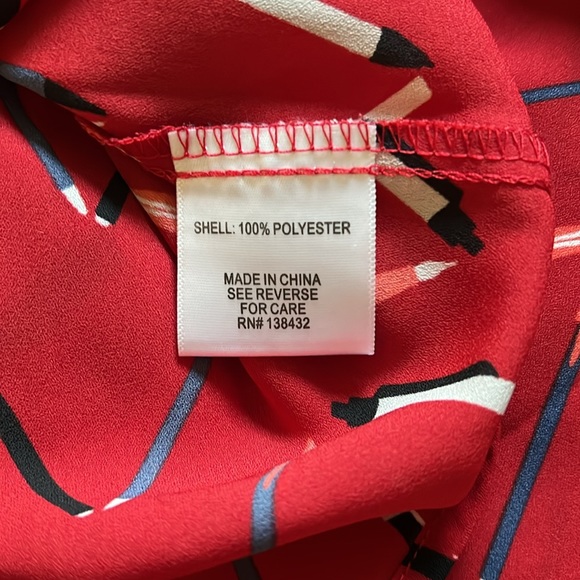 SHELL: 100% POLYESTER
MADE IN CHINA
SEE REVERSE
FOR CARE
RN# 138432